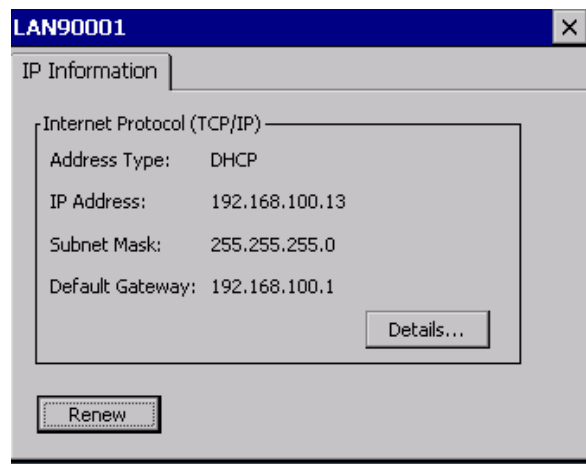 LAN90001
IP Information
Internet Protocol (TCP/IP)
Address Type: DHCP
IP Address: 192.168.100.13
Subnet Mask: 255.255.255.0
Default Gateway: 192.168.100.1
Details...
Renew